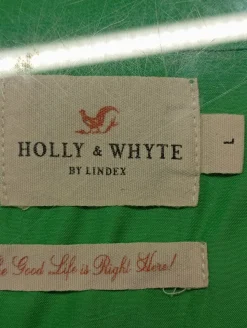 HOLLY & WHYTE
BY LINDEX
L
Good Life is Right Here!